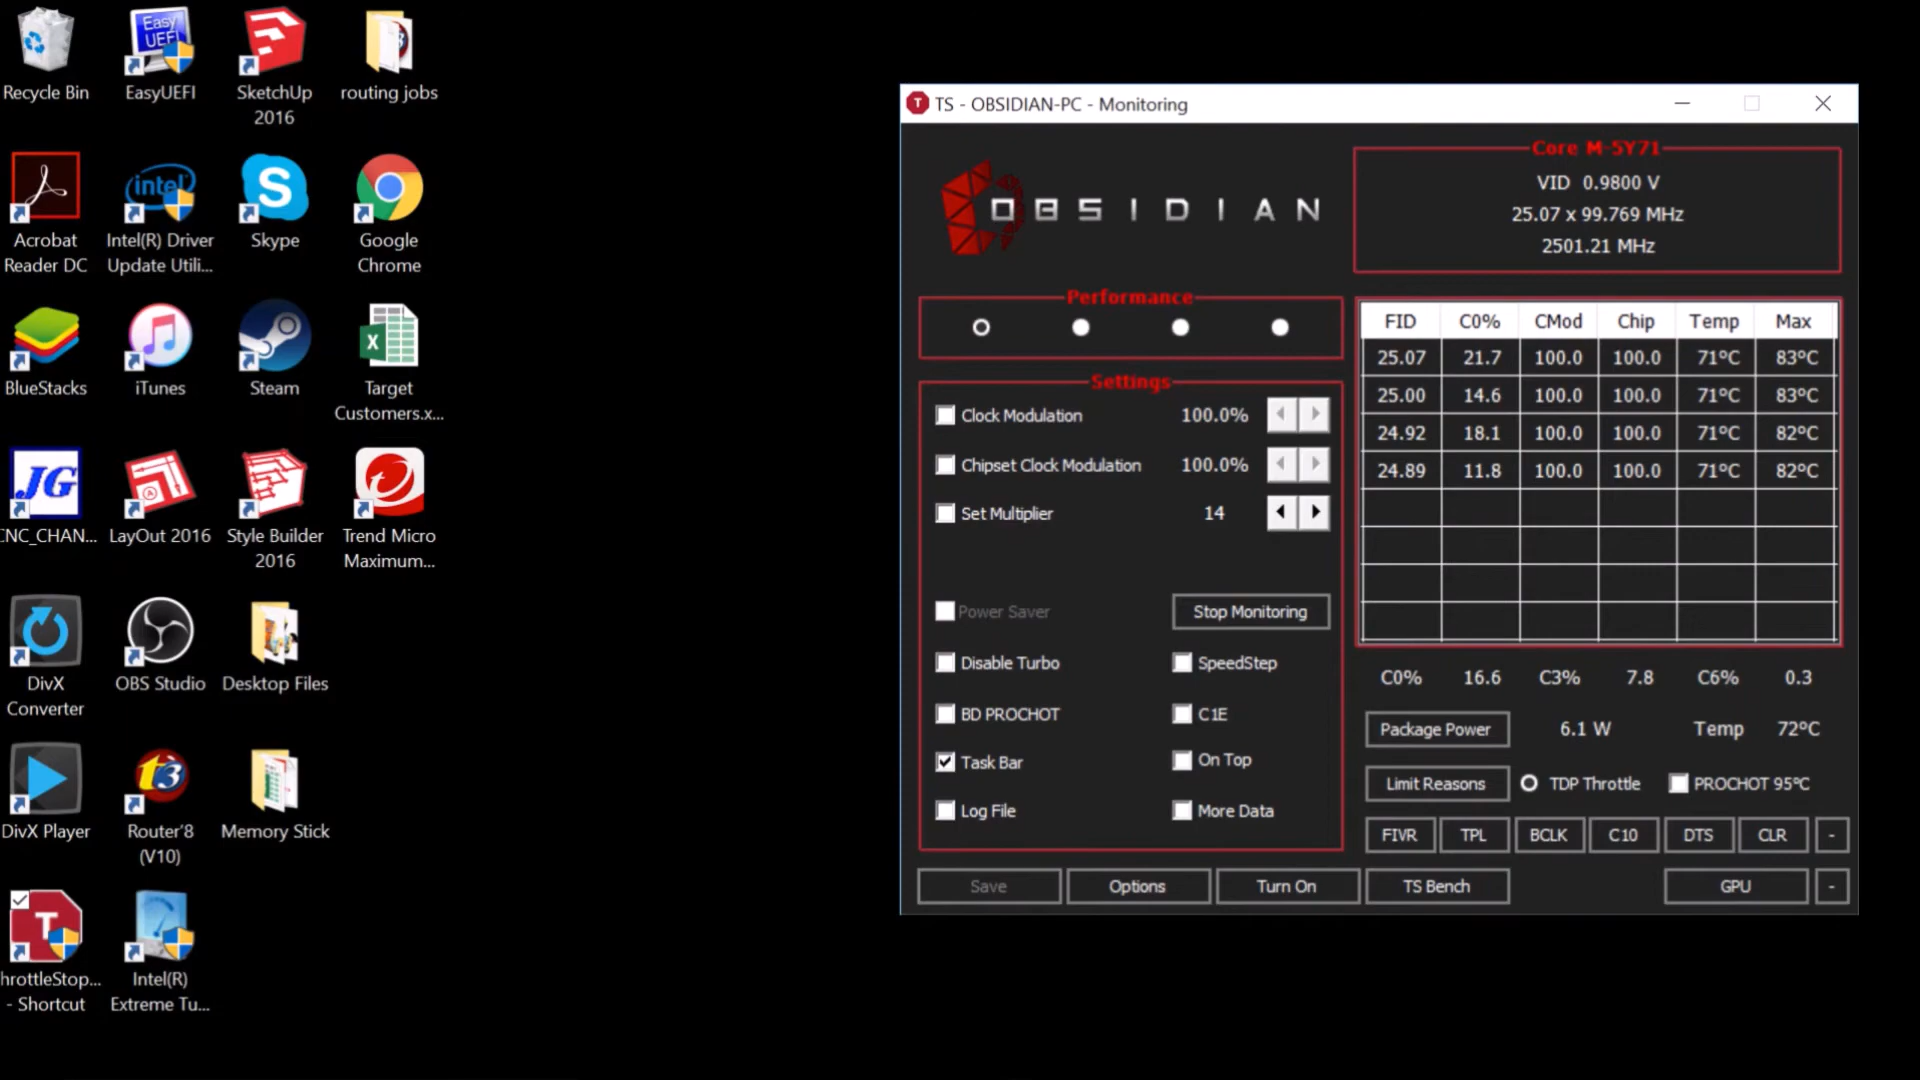 Recycle Bin
EasyUEFI
SketchUp
2016
routing jobs
Easy
UEFI
Acrobat
Reader DC
intel
Intel(R) Driver
Update Utili...
Skype
Google
Chrome
BlueStacks
iTunes
Steam
Target
Customers.x...
JG
CNC_CHAN...
LayOut 2016
Style Builder
2016
Trend Micro
Maximum...
DivX
Converter
OBS Studio
Desktop Files
DivX Player
t3
Router'8
(V10)
Memory Stick
T
hrottleStop...
- Shortcut
Intel(R)
Extreme Tu...
T TS - OBSIDIAN-PC - Monitoring
OBSIDIAN
Core M-5Y71
VID 0.9800 V
25.07 x 99.769 MHz
2501.21 MHz
Performance
Settings
Clock Modulation 100.0%
Chipset Clock Modulation 100.0%
Set Multiplier 14
Power Saver
Stop Monitoring
Disable Turbo
SpeedStep
BD PROCHOT
C1E
Task Bar
On Top
Log File
More Data
Save
Options
Turn On
TS Bench
GPU
-
FID C0% CMod Chip Temp Max
25.07 21.7 100.0 100.0 71°C 83°C
25.00 14.6 100.0 100.0 71°C 83°C
24.92 18.1 100.0 100.0 71°C 82°C
24.89 11.8 100.0 100.0 71°C 82°C
C0% 16.6 C3% 7.8 C6% 0.3
Package Power 6.1 W Temp 72°C
Limit Reasons TDP Throttle PROCHOT 95°C
FIVR TPL BCLK C10 DTS CLR -